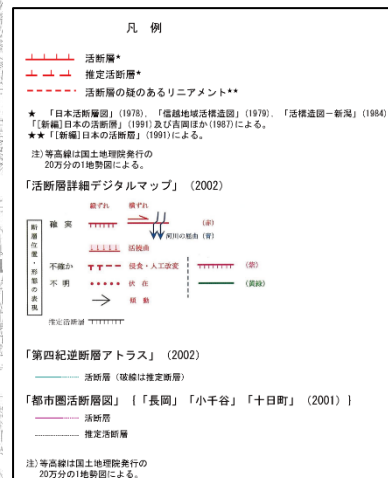 凡 例
活断層*
推定活断層*
活断層の疑のあるリニアメント**
★ 「日本活断層図」(1978)、「信越地域活構造図」(1979)、「活構造図－新潟」(1984)
「[新編]日本の活断層」(1991)及び吉岡ほか(1987)による。
★★「[新編]日本の活断層」(1991)による。
注)等高線は国土地理院発行の
20万分の1地勢図による。
「活断層詳細デジタルマップ」(2002)
断層位置・形態の表現
縦ずれ 横ずれ
確 実 (赤)
河川の屈曲(青)
活撓曲
不確か 侵食・人工改変 (紫)
不 明 伏 在 (黄緑)
傾 動
推定活断層
「第四紀逆断層アトラス」(2002)
活断層(破線は推定断層)
「都市圏活断層図」{「長岡」「小千谷」「十日町」(2001)}
活断層
推定活断層
注)等高線は国土地理院発行の
20万分の1地勢図による。